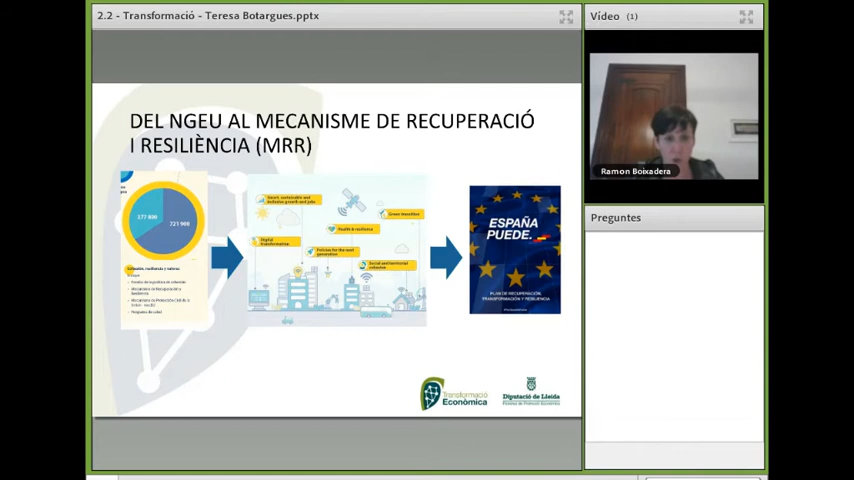 2.2 - Transformació - Teresa Botargues.pptx
Vídeo (1)
DEL NGEU AL MECANISME DE RECUPERACIÓ
I RESILIÈNCIA (MRR)
Ramon Boixadera
Preguntes
721 900
Smart, sustainable and
inclusive growth and jobs
Green transition
Health & resilience
Digital
transformation
Policies for the next
generation
Social and territorial
cohesion
ESPAÑA
PUEDE.
PLAN DE RECUPERACIÓN,
TRANSFORMACIÓN Y RESILIENCIA
Transformació
Econòmica
Diputació de Lleida